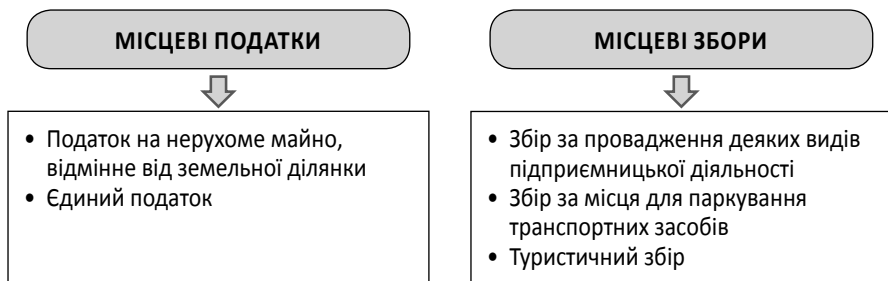 МІСЦЕВІ ПОДАТКИ
• Податок на нерухоме майно,
відмінне від земельної ділянки
• Єдиний податок
МІСЦЕВІ ЗБОРИ
• Збір за провадження деяких видів
підприємницької діяльності
• Збір за місця для паркування
транспортних засобів
• Туристичний збір